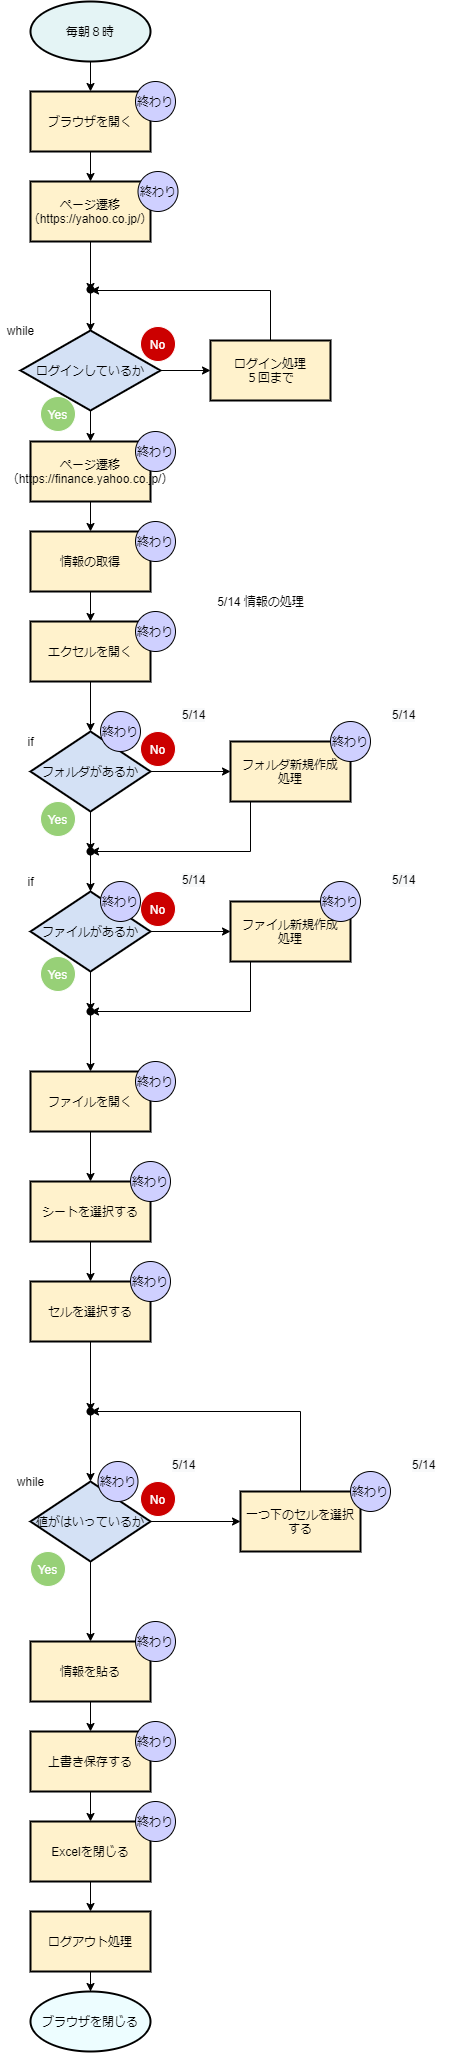 毎朝８時
終わり
ブラウザを開く
終わり
ページ遷移
（https://yahoo.co.jp/）
while
No
ログインしているか
ログイン処理
５回まで
Yes
終わり
ページ遷移
（https://finance.yahoo.co.jp/）
終わり
情報の取得
5/14 情報の処理
終わり
エクセルを開く
5/14
5/14
終わり
if
No
終わり
フォルダがあるか
フォルダ新規作成
処理
Yes
5/14
5/14
if
終わり
No
終わり
ファイルがあるか
ファイル新規作成
処理
Yes
終わり
ファイルを開く
終わり
シートを選択する
終わり
セルを選択する
5/14
5/14
while
終わり
No
終わり
値がはいっているか
一つ下のセルを選択
する
Yes
終わり
情報を貼る
終わり
上書き保存する
終わり
Excelを閉じる
ログアウト処理
ブラウザを閉じる